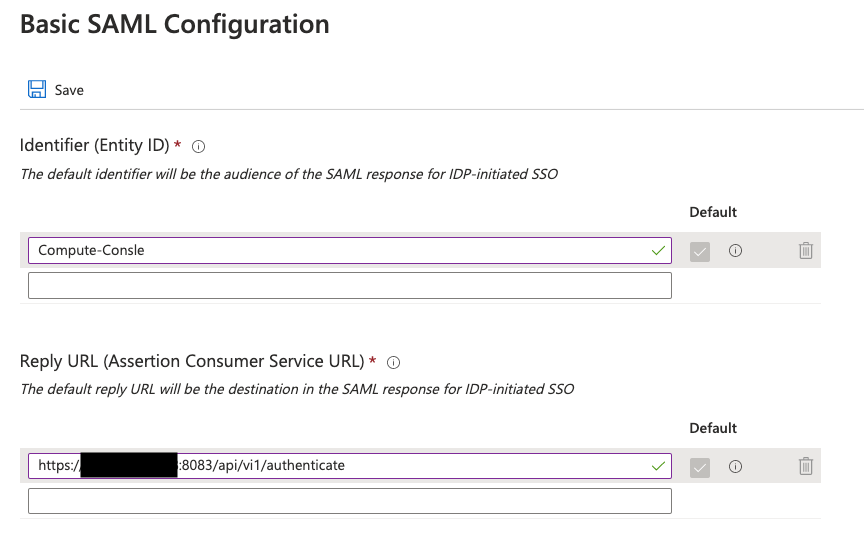 Basic SAML Configuration
Save
Identifier (Entity ID) *
The default identifier will be the audience of the SAML response for IDP-initiated SSO
Default
Compute-Consle
Reply URL (Assertion Consumer Service URL) *
The default reply URL will be the destination in the SAML response for IDP-initiated SSO
Default
https:/ :8083/api/vi1/authenticate